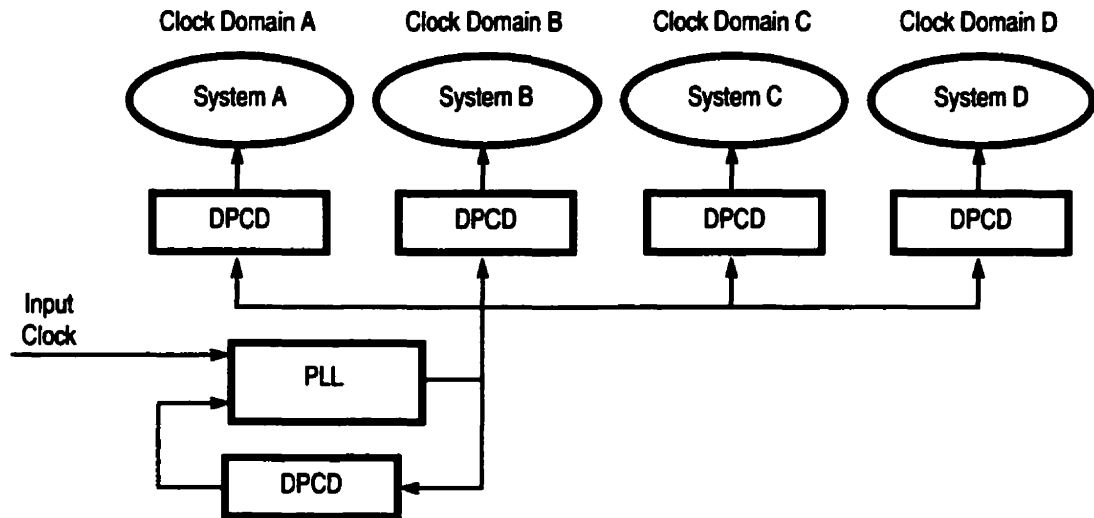 Clock Domain A
Clock Domain B
Clock Domain C
Clock Domain D
System A
System B
System C
System D
DPCD
DPCD
DPCD
DPCD
Input
Clock
PLL
DPCD